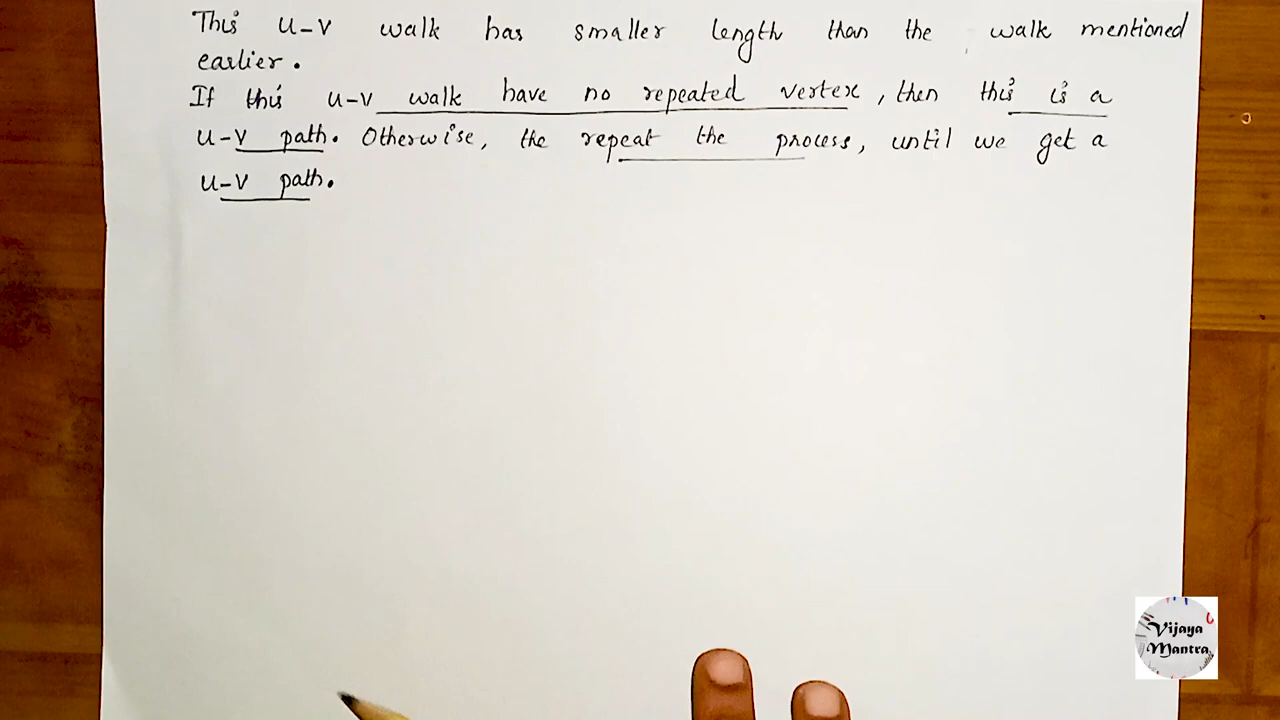 This u-v walk has smaller length than the walk mentioned
earlier.
If this u-v walk have no repeated vertex, then this is a
u-v path. Otherwise, the repeat the process, until we get a
u-v path.
Vijaya
Mantra